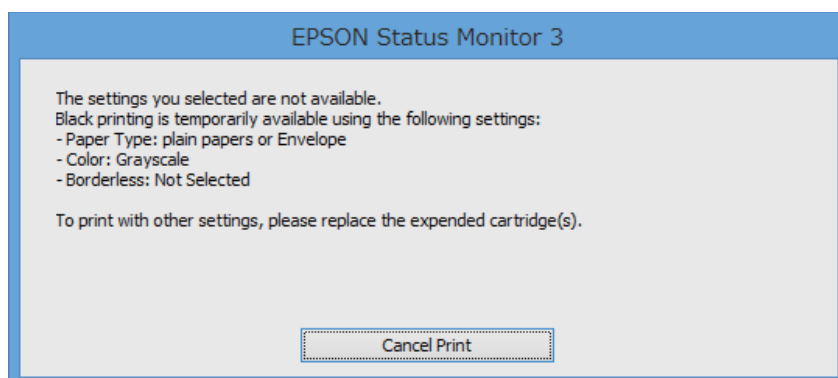 EPSON Status Monitor 3
The settings you selected are not available.
Black printing is temporarily available using the following settings:
- Paper Type: plain papers or Envelope
- Color: Grayscale
- Borderless: Not Selected
To print with other settings, please replace the expended cartridge(s).
Cancel Print